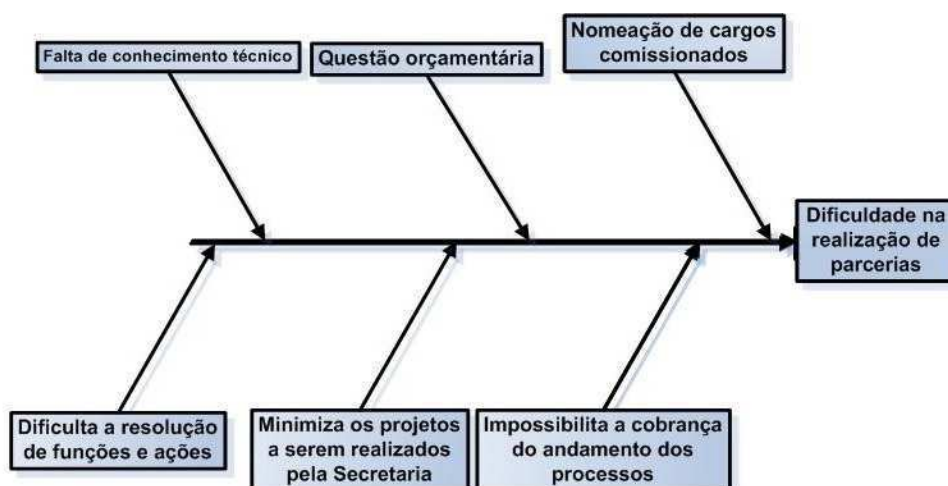 Falta de conhecimento técnico
Questão orçamentária
Nomeação de cargos
comissionados
Dificuldade na
realização de
parcerias
Dificulta a resolução
de funções e ações
Minimiza os projetos
a serem realizados
pela Secretaria
Impossibilita a cobrança
do andamento dos
processos